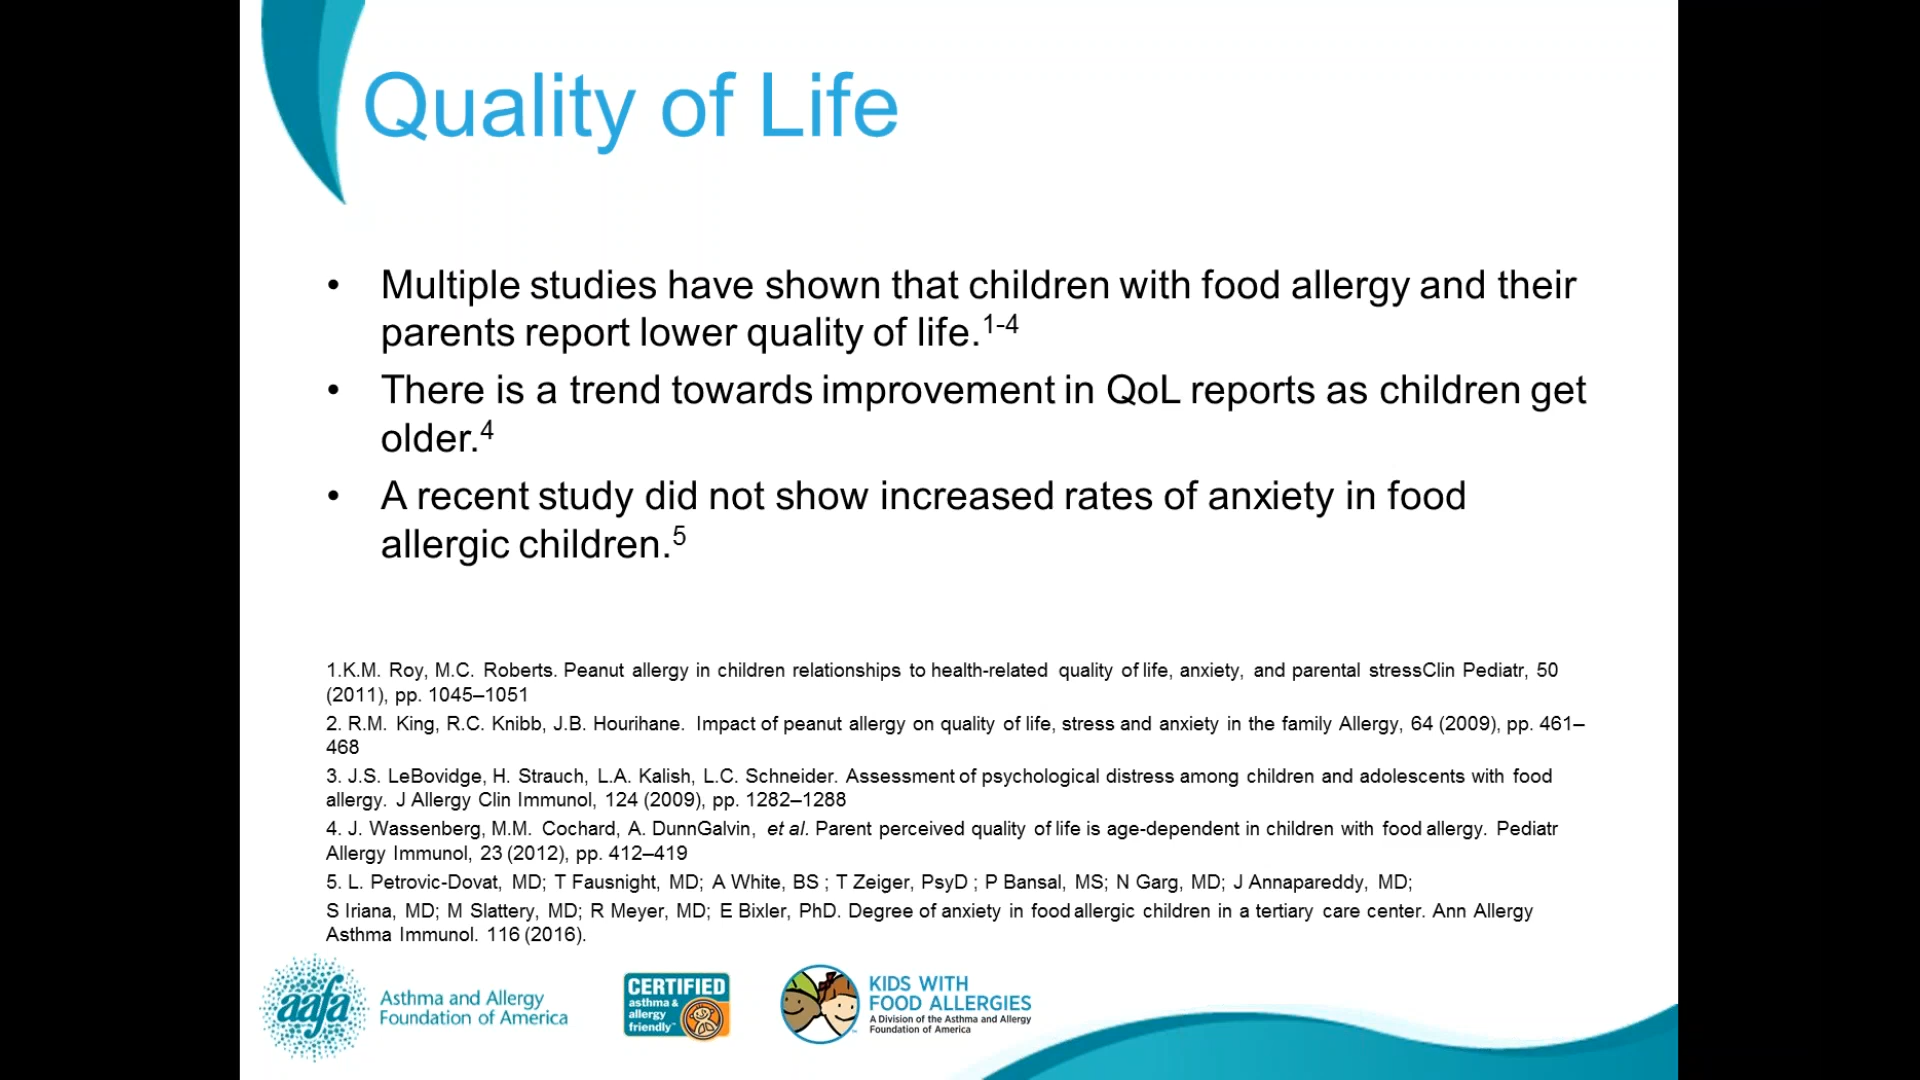 Quality of Life
• Multiple studies have shown that children with food allergy and their
parents report lower quality of life.1-4
• There is a trend towards improvement in QoL reports as children get
older.4
• A recent study did not show increased rates of anxiety in food
allergic children.5
1.K.M. Roy, M.C. Roberts. Peanut allergy in children relationships to health-related quality of life, anxiety, and parental stressClin Pediatr, 50
(2011), pp. 1045–1051
2. R.M. King, R.C. Knibb, J.B. Hourihane. Impact of peanut allergy on quality of life, stress and anxiety in the family Allergy, 64 (2009), pp. 461–
468
3. J.S. LeBovidge, H. Strauch, L.A. Kalish, L.C. Schneider. Assessment of psychological distress among children and adolescents with food
allergy. J Allergy Clin Immunol, 124 (2009), pp. 1282–1288
4. J. Wassenberg, M.M. Cochard, A. DunnGalvin, et al. Parent perceived quality of life is age-dependent in children with food allergy. Pediatr
Allergy Immunol, 23 (2012), pp. 412–419
5. L. Petrovic-Dovat, MD; T Fausnight, MD; A White, BS ; T Zeiger, PsyD ; P Bansal, MS; N Garg, MD; J Annapareddy, MD;
S Iriana, MD; M Slattery, MD; R Meyer, MD; E Bixler, PhD. Degree of anxiety in food allergic children in a tertiary care center. Ann Allergy
Asthma Immunol. 116 (2016).
aafa
Asthma and Allergy
Foundation of America
CERTIFIED
asthma &
allergy
friendly™
KIDS WITH
FOOD ALLERGIES
A Division of the Asthma and Allergy
Foundation of America